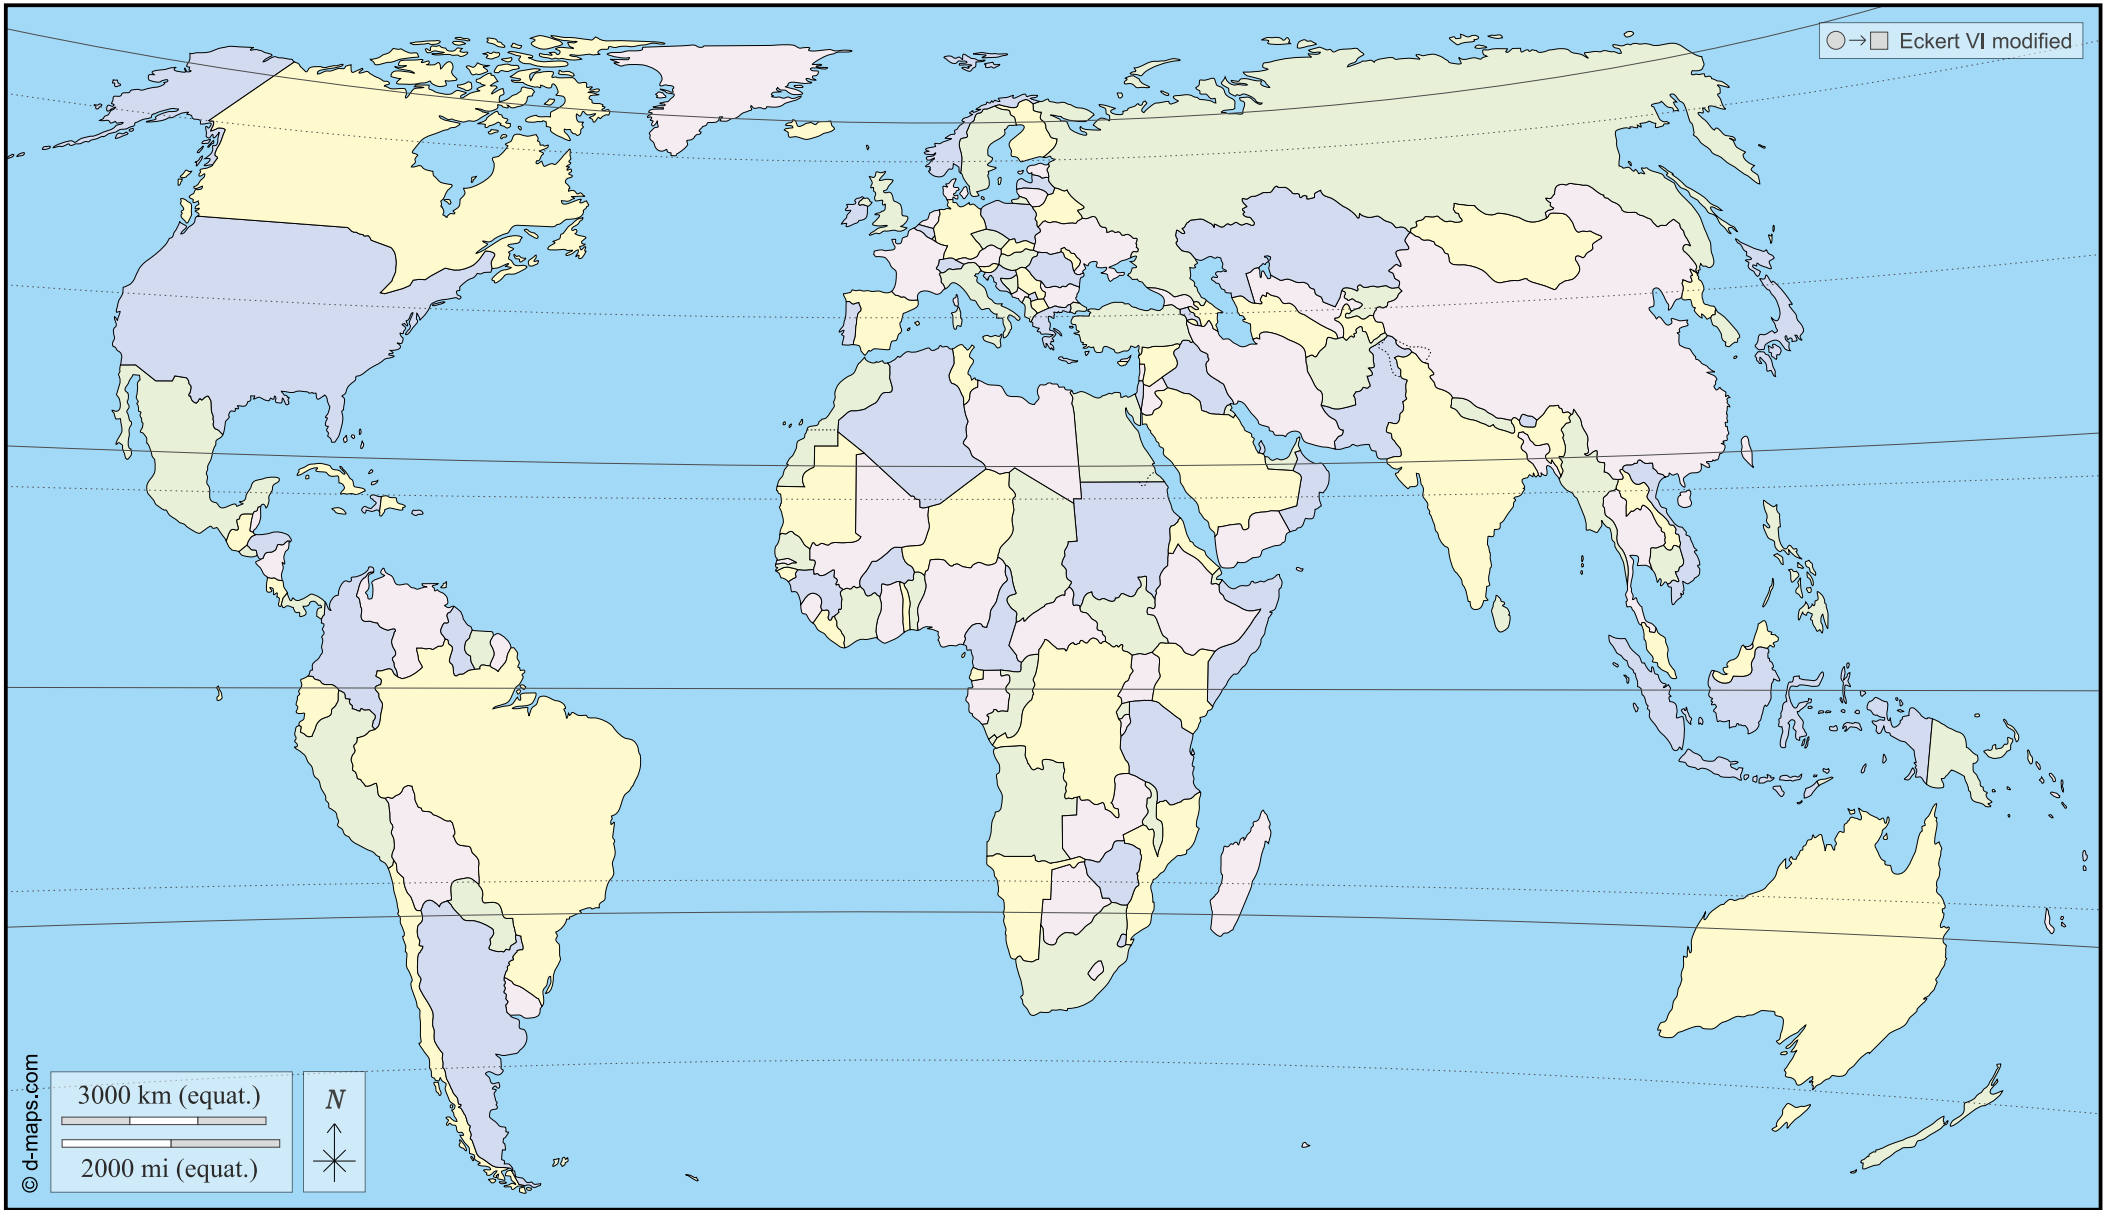 Eckert VI modified
3000 km (equat.)
2000 mi (equat.)
N
© d-maps.com